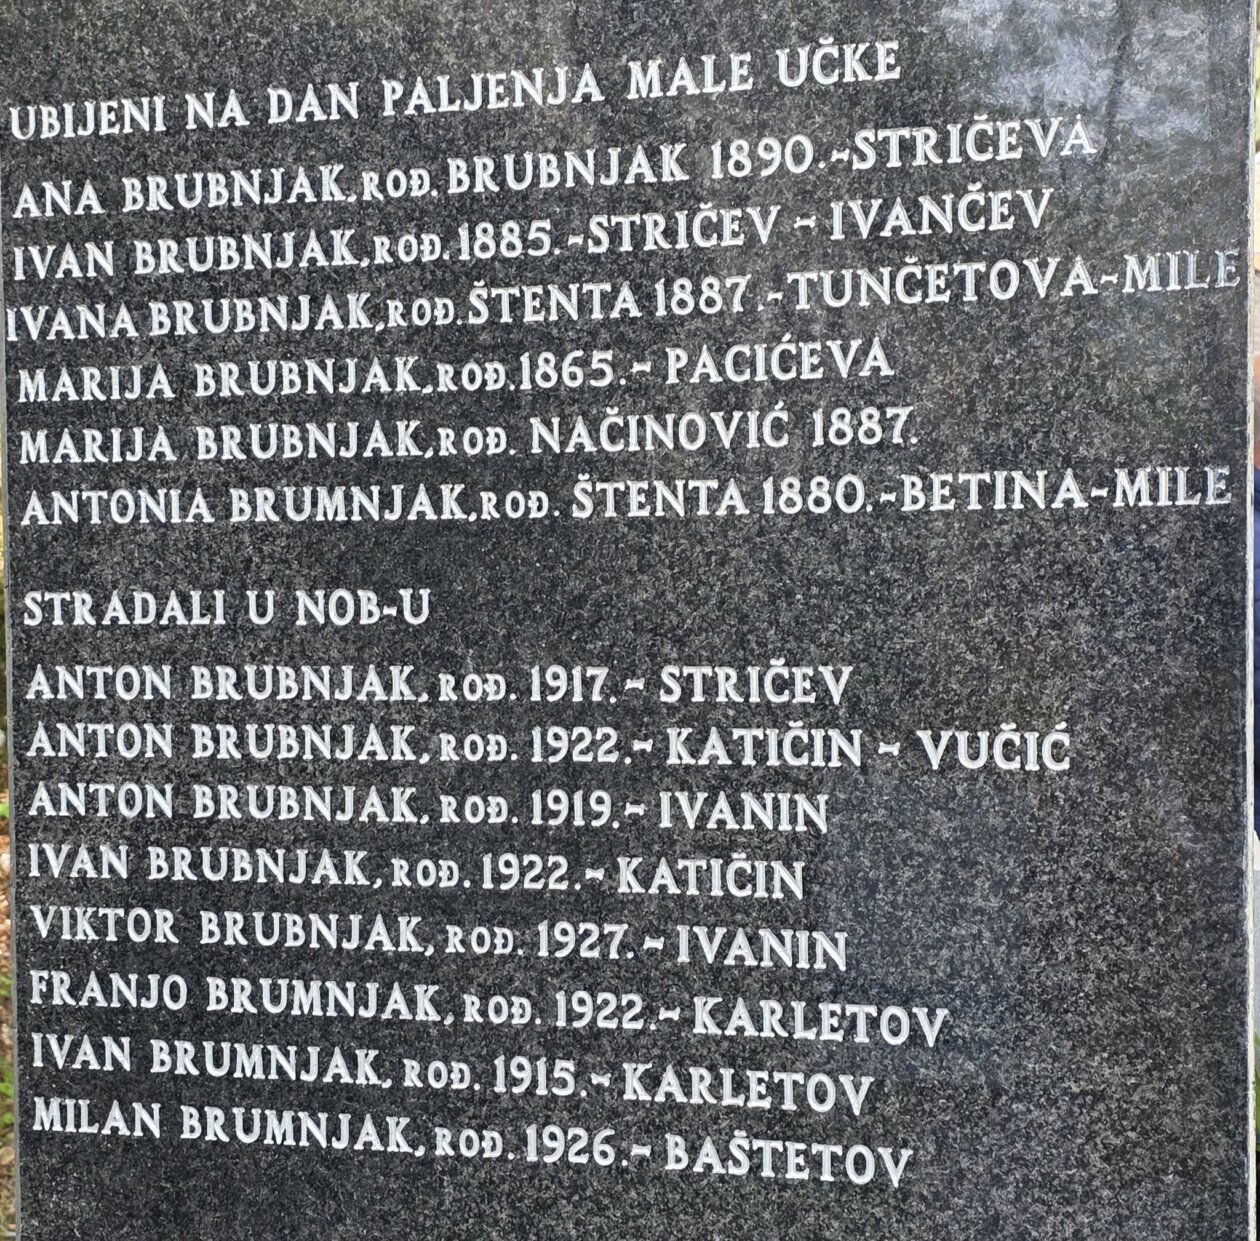 UBIJENI NA DAN PALJENJA MALE UČKE
ANA BRUBNJAK, ROĐ. BRUBNJAK 1890.-STRIČEVA
IVAN BRUBNJAK, ROĐ. 1885.-STRIČEV - IVANČEV
IVANA BRUBNJAK, ROĐ. ŠTENTA 1887.-TUNČETOVA-MILE
MARIJA BRUBNJAK, ROĐ. 1865.- PACIĆEVA
MARIJA BRUBNJAK, ROĐ. NAČINOVIĆ 1887.
ANTONIA BRUMNJAK, ROĐ. ŠTENTA 1880.-BETINA-MILE
STRADALI U NOB-U
ANTON BRUBNJAK, ROĐ. 1917.- STRIČEV
ANTON BRUBNJAK, ROĐ. 1922.- KATIČIN - VUČIĆ
ANTON BRUBNJAK, ROĐ. 1919.- IVANIN
IVAN BRUBNJAK, ROĐ. 1922.- KATIČIN
VIKTOR BRUBNJAK, ROĐ. 1927.- IVANIN
FRANJO BRUMNJAK, ROĐ. 1922.- KARLETOV
IVAN BRUMNJAK, ROĐ. 1915.- KARLETOV
MILAN BRUMNJAK, ROĐ. 1926.- BAŠTETOV